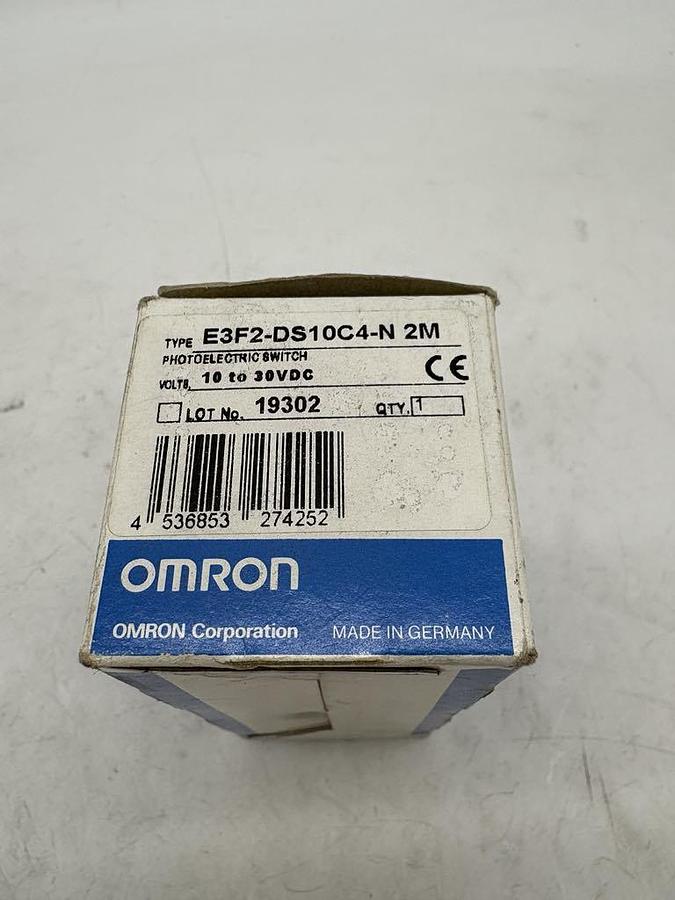 TYPE E3F2-DS10C4-N 2M
PHOTOELECTRIC SWITCH
VOLTS. 10 to 30VDC
CE
LOT No. 19302 QTY. 1
4 536853 274252
OMRON
OMRON Corporation MADE IN GERMANY